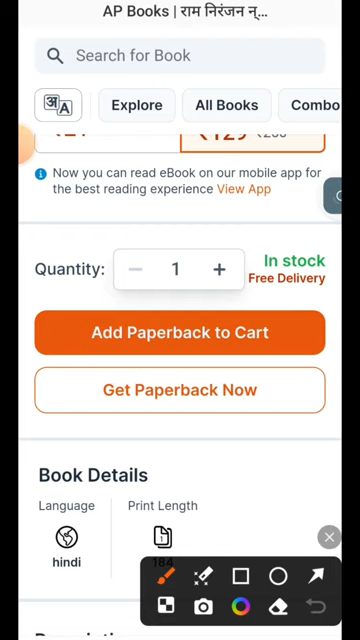 AP Books | राम निरंजन न्...
Search for Book
Explore All Books Combo
₹129
Now you can read eBook on our mobile app for
the best reading experience View App
Quantity: 1 In stock
Free Delivery
Add Paperback to Cart
Get Paperback Now
Book Details
Language Print Length
hindi 184